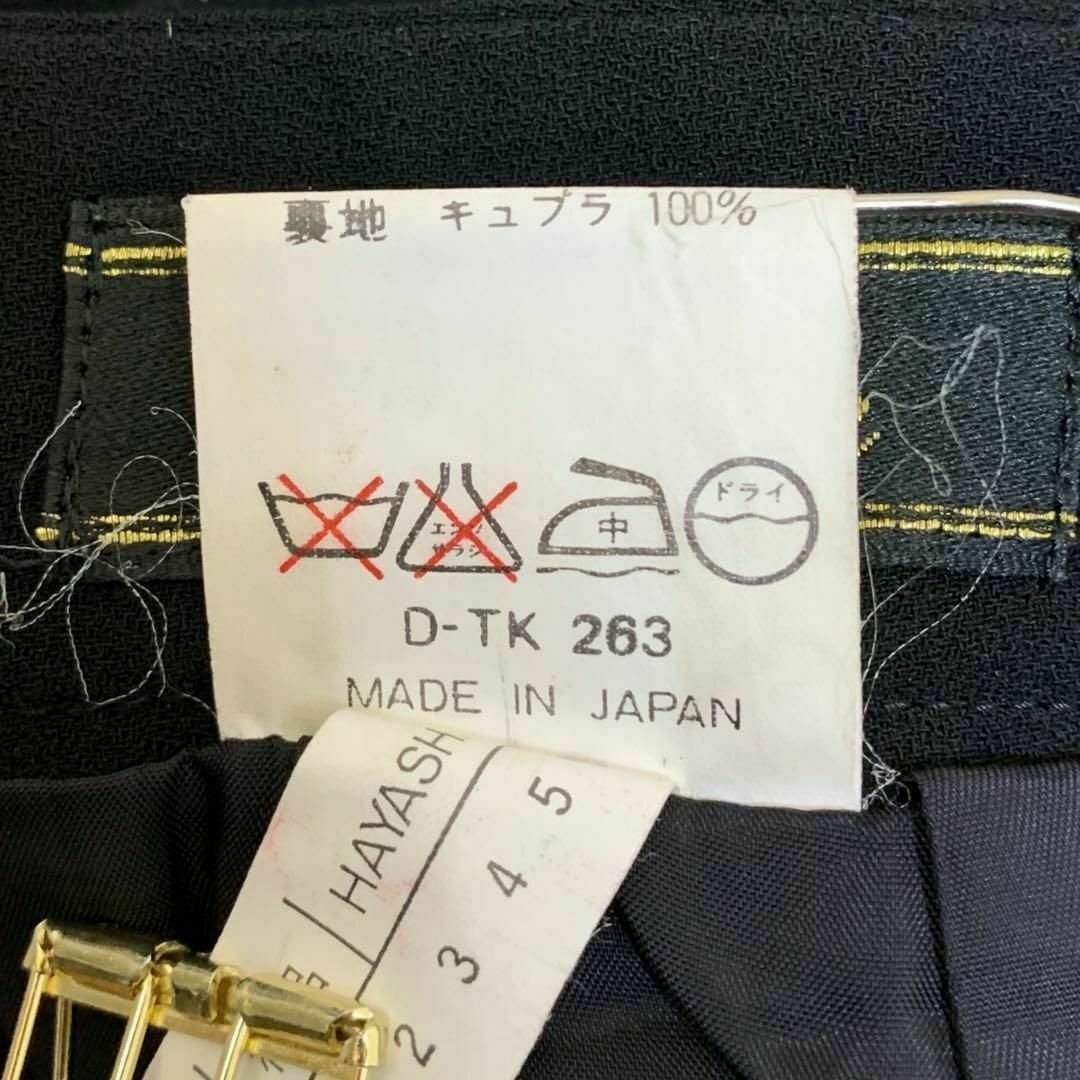 裏地 キュプラ 100%
エンソ
サラシ
中
ドライ
D-TK 263
MADE IN JAPAN
HAYASH
5
4
3
2